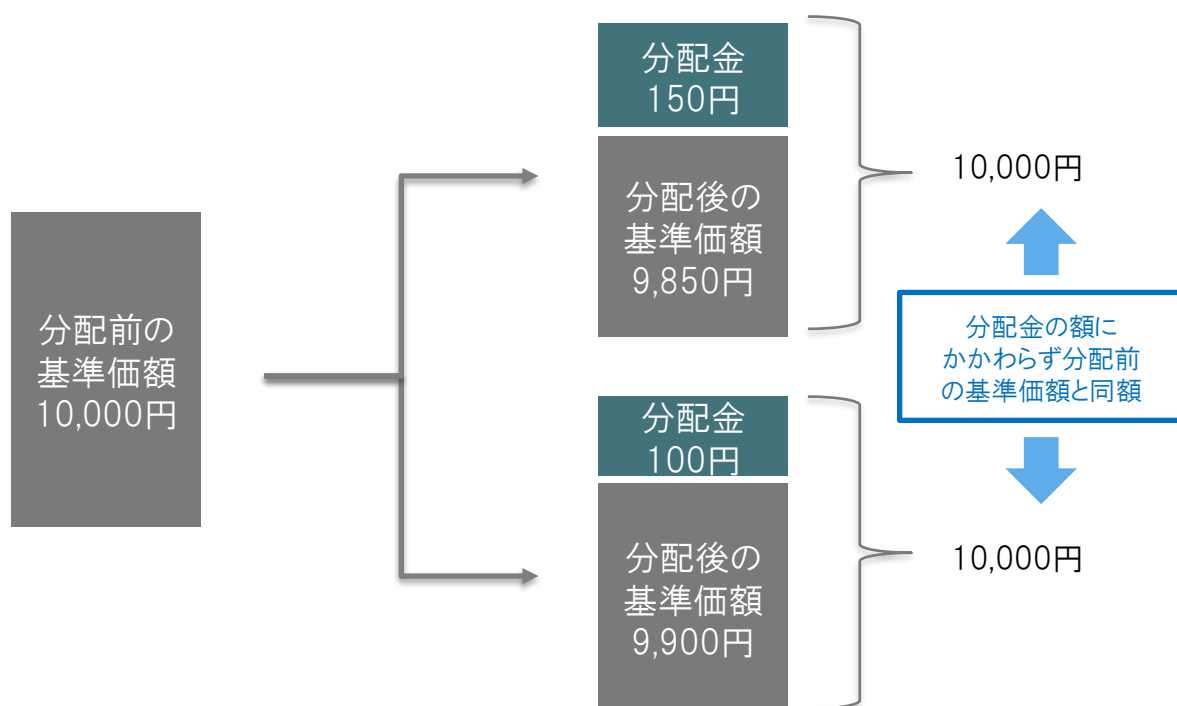 分配前の
基準価額
10,000円
分配金
150円
分配後の
基準価額
9,850円
10,000円
分配金の額に
かかわらず分配前
の基準価額と同額
分配金
100円
分配後の
基準価額
9,900円
10,000円